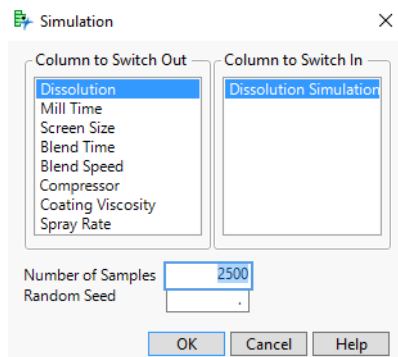 Simulation
Column to Switch Out
Column to Switch In
Dissolution
Mill Time
Screen Size
Blend Time
Blend Speed
Compressor
Coating Viscosity
Spray Rate
Dissolution Simulation
Number of Samples 2500
Random Seed .
OK Cancel Help